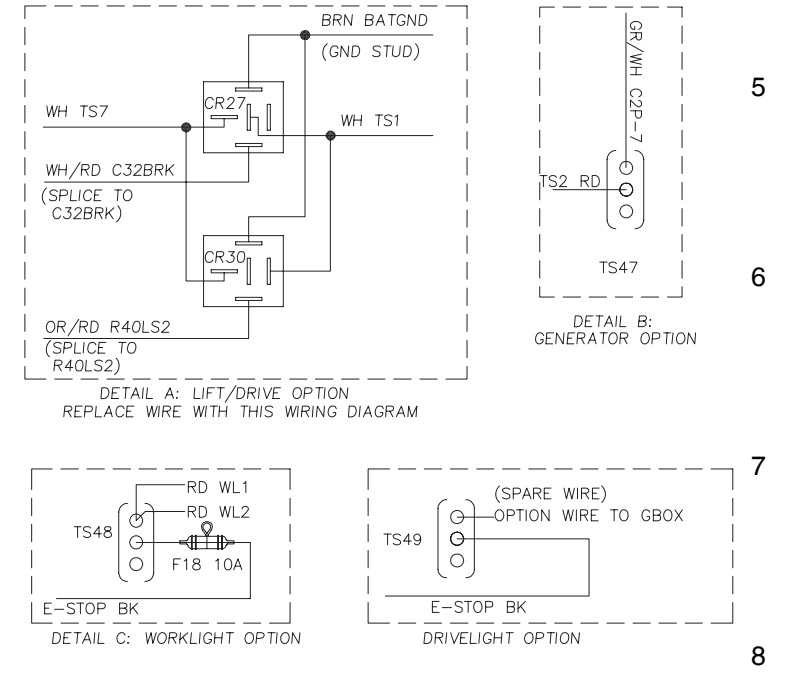 BRN BATGND
(GND STUD)
CR27
WH TS7
WH TS1
WH/RD C32BRK
(SPLICE TO
C32BRK)
CR30
OR/RD R40LS2
(SPLICE TO
R40LS2)
DETAIL A: LIFT/DRIVE OPTION
REPLACE WIRE WITH THIS WIRING DIAGRAM
GR/WH C2P-7
TS2 RD
TS47
DETAIL B:
GENERATOR OPTION
5
6
7
8
RD WL1
RD WL2
TS48
F18 10A
E-STOP BK
DETAIL C: WORKLIGHT OPTION
(SPARE WIRE)
OPTION WIRE TO GBOX
TS49
E-STOP BK
DRIVELIGHT OPTION